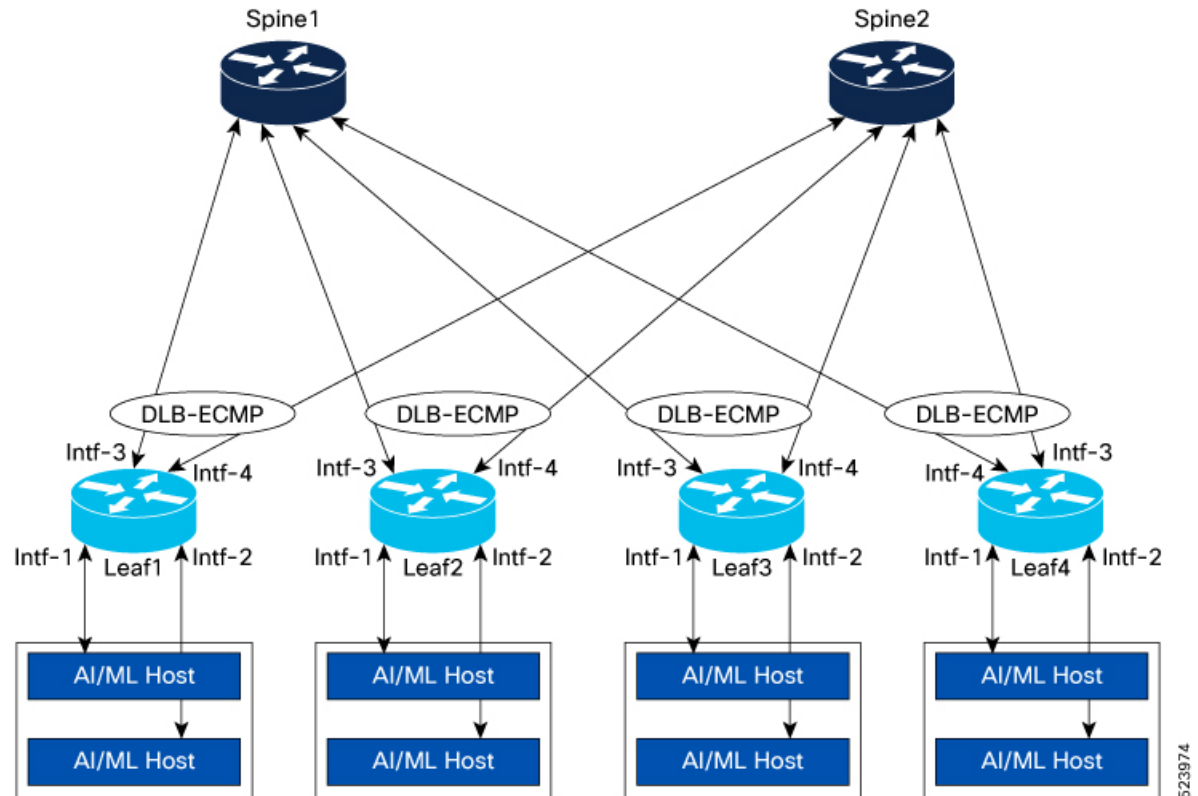 Spine1
Spine2
DLB-ECMP
DLB-ECMP
DLB-ECMP
DLB-ECMP
Intf-3
Intf-4
Intf-3
Intf-4
Intf-3
Intf-4
Intf-4
Intf-3
Intf-1
Leaf1
Intf-2
Intf-1
Leaf2
Intf-2
Intf-1
Leaf3
Intf-2
Intf-1
Leaf4
Intf-2
AI/ML Host
AI/ML Host
AI/ML Host
AI/ML Host
AI/ML Host
AI/ML Host
AI/ML Host
AI/ML Host
523974